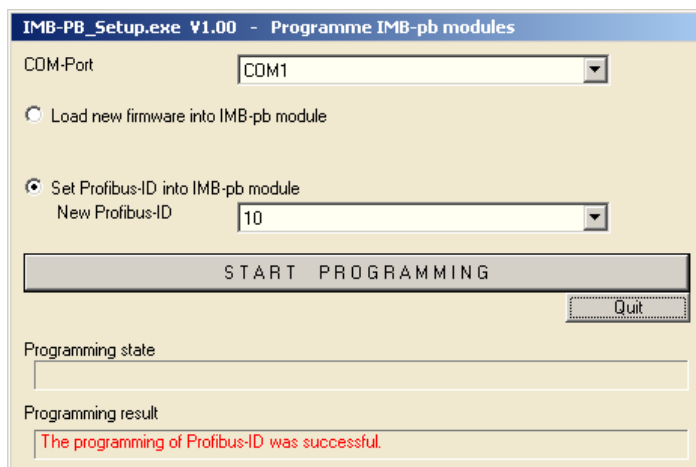 IMB-PB_Setup.exe V1.00 - Programme IMB-pb modules
COM-Port
COM1
Load new firmware into IMB-pb module
Set Profibus-ID into IMB-pb module
New Profibus-ID
10
START PROGRAMMING
Quit
Programming state
Programming result
The programming of Profibus-ID was successful.